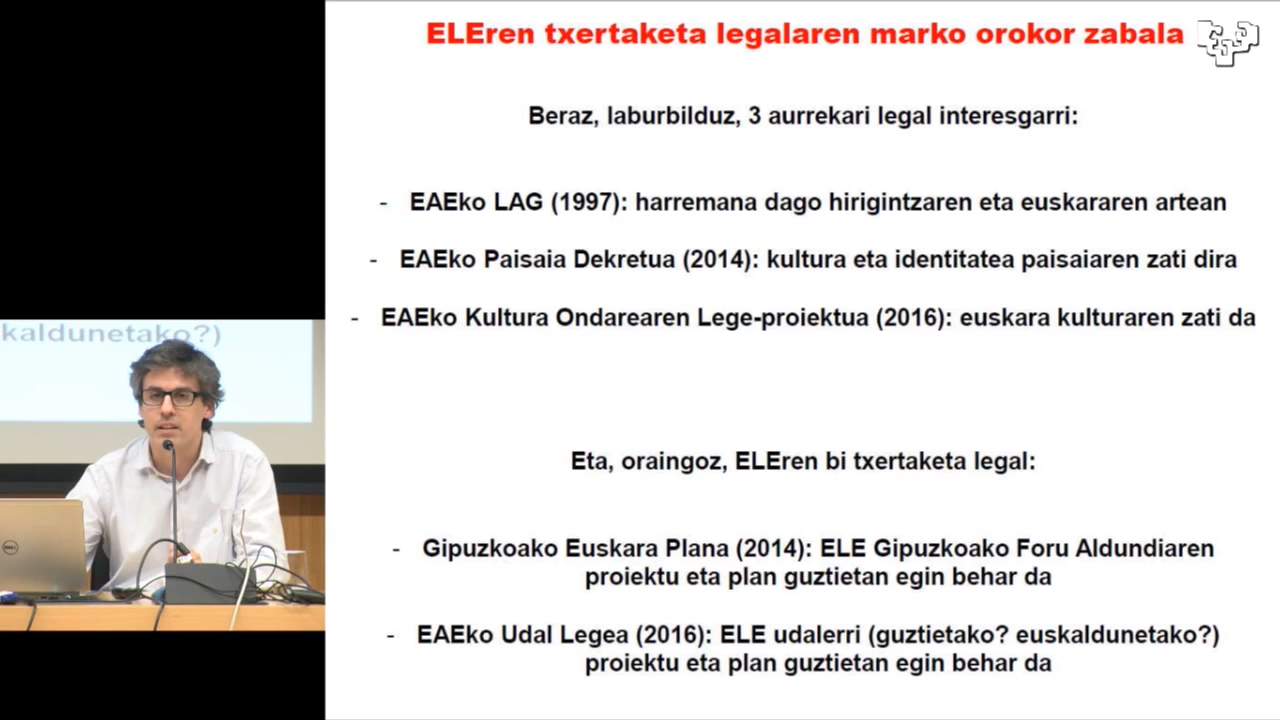 ELEren txertaketa legalaren marko orokor zabala
Beraz, laburbilduz, 3 aurrekari legal interesgarri:
- EAEko LAG (1997): harremana dago hirigintzaren eta euskararen artean
- EAEko Paisaia Dekretua (2014): kultura eta identitatea paisaiaren zati dira
- EAEko Kultura Ondarearen Lege-proiektua (2016): euskara kulturaren zati da
Eta, oraingoz, ELEren bi txertaketa legal:
- Gipuzkoako Euskara Plana (2014): ELE Gipuzkoako Foru Aldundiaren
proiektu eta plan guztietan egin behar da
- EAEko Udal Legea (2016): ELE udalerri (guztietako? euskaldunetako?)
proiektu eta plan guztietan egin behar da
kaldunetako?)
DELL